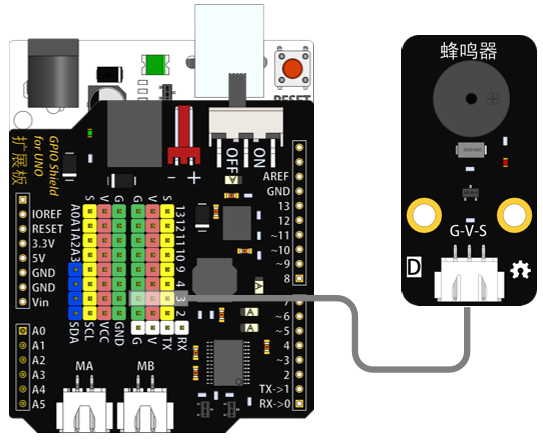 蜂鸣器
G-V-S
D
RESET
扩展板
GPIO Shield
for UNO
- +
ON
OFF
S V G G V S
A0 A1 A2 A3
13 12 11 10 9 4 3 2
SDA SCL VCC GND G V TX RX
IOREF
RESET
3.3V
5V
GND
GND
Vin
A0
A1
A2
A3
A4
A5
AREF
GND
13
12
~11
~10
~9
8
7
~6
~5
4
~3
2
TX->1
RX->0
MA
MB